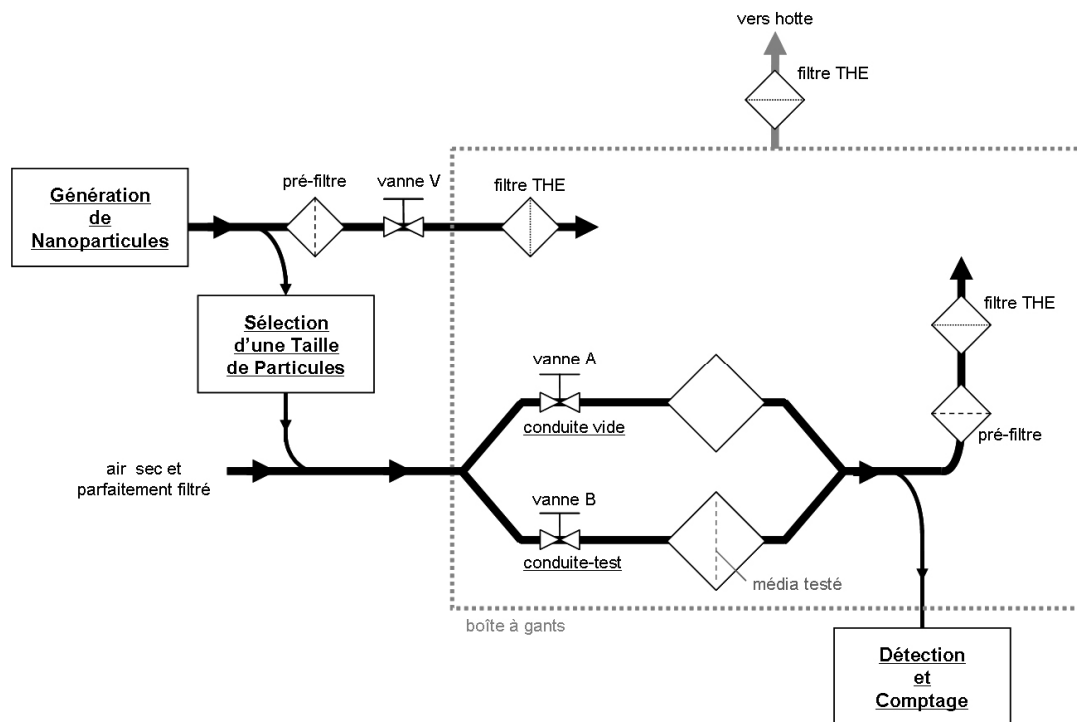 vers hotte
filtre THE
Génération
de
Nanoparticules
pré-filtre
vanne V
filtre THE
Sélection
d'une Taille
de Particules
vanne A
conduite vide
filtre THE
pré-filtre
air sec et
parfaitement filtré
vanne B
conduite-test
média testé
boîte à gants
Détection
et
Comptage